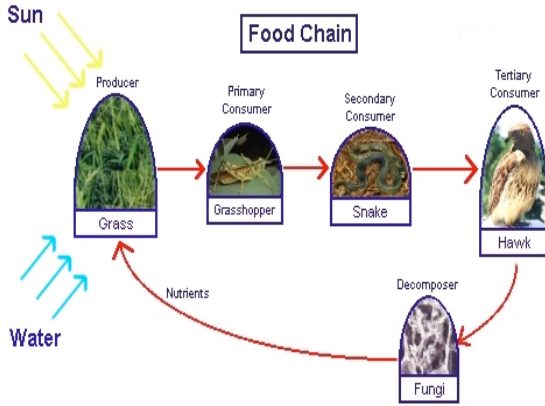 Sun
Food Chain
Producer
Primary
Consumer
Secondary
Consumer
Tertiary
Consumer
Grass
Grasshopper
Snake
Hawk
Water
Nutrients
Decomposer
Fungi